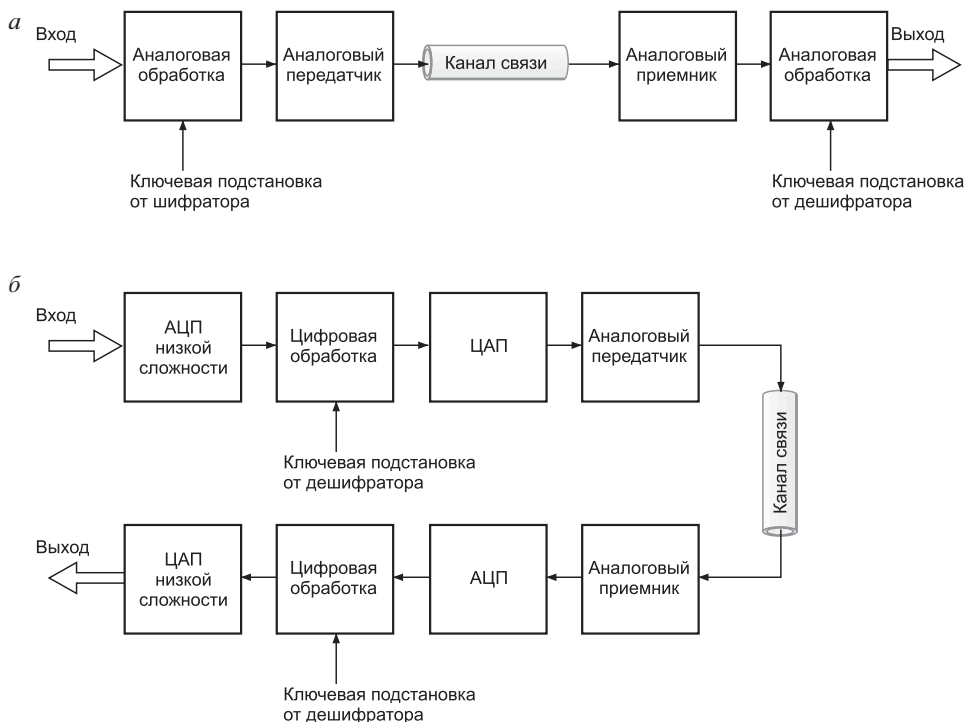 а
Вход
Аналоговая
обработка
Аналоговый
передатчик
Канал связи
Аналоговый
приемник
Аналоговая
обработка
Выход
Ключевая подстановка
от шифратора
Ключевая подстановка
от дешифратора
б
Вход
АЦП
низкой
сложности
Цифровая
обработка
ЦАП
Аналоговый
передатчик
Ключевая подстановка
от дешифратора
Канал связи
Выход
ЦАП
низкой
сложности
Цифровая
обработка
АЦП
Аналоговый
приемник
Ключевая подстановка
от дешифратора